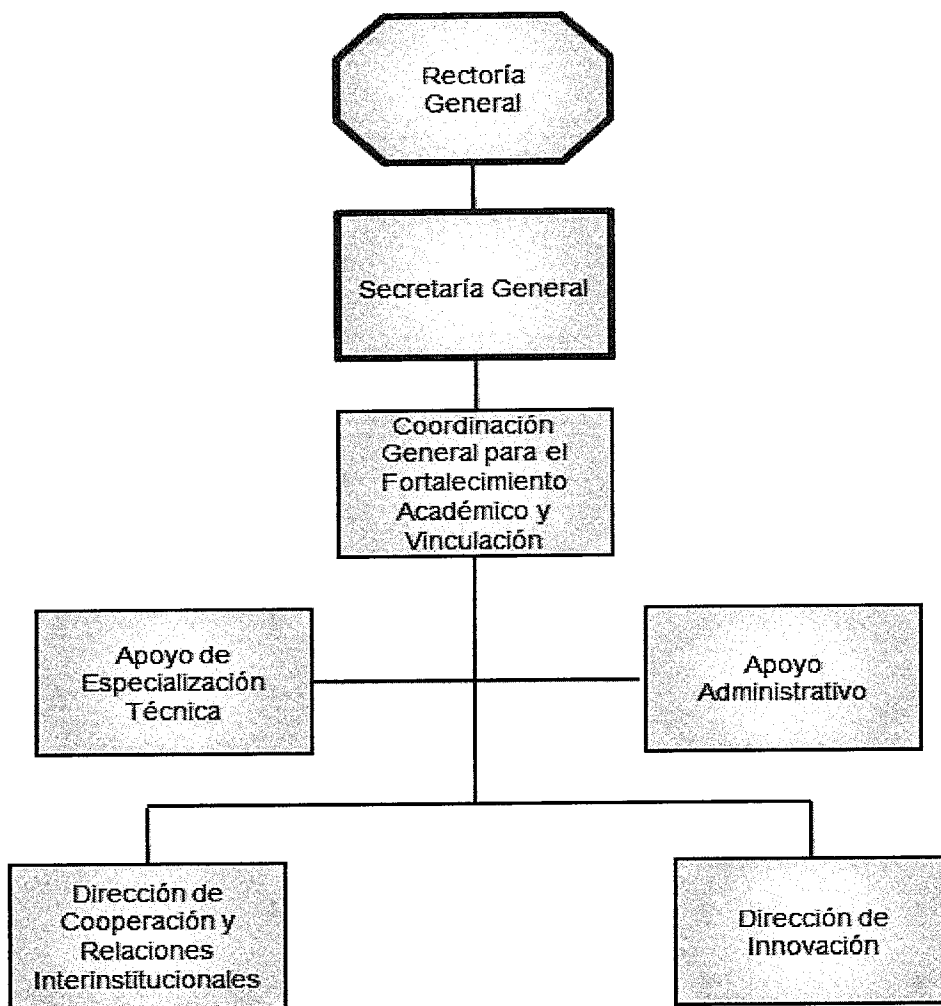 Rectoría
General
Secretaría General
Coordinación
General para el
Fortalecimiento
Académico y
Vinculación
Apoyo de
Especialización
Técnica
Apoyo
Administrativo
Dirección de
Cooperación y
Relaciones
Interinstitucionales
Dirección de
Innovación